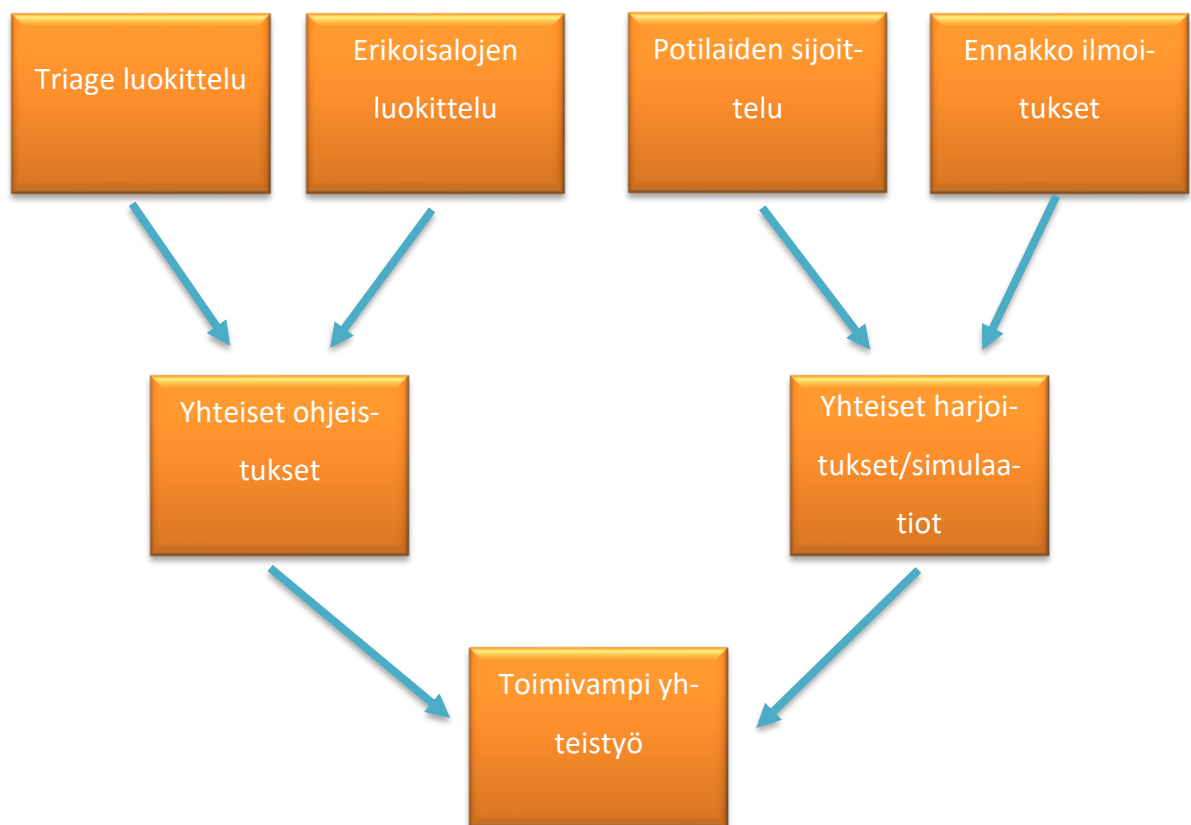 Triage luokittelu
Erikoisalojen
luokittelu
Potilaiden sijoit-
telu
Ennakko ilmoi-
tukset
Yhteiset ohjeis-
tukset
Yhteiset harjoi-
tukset/simulaa-
tiot
Toimivampi yh-
teistyö